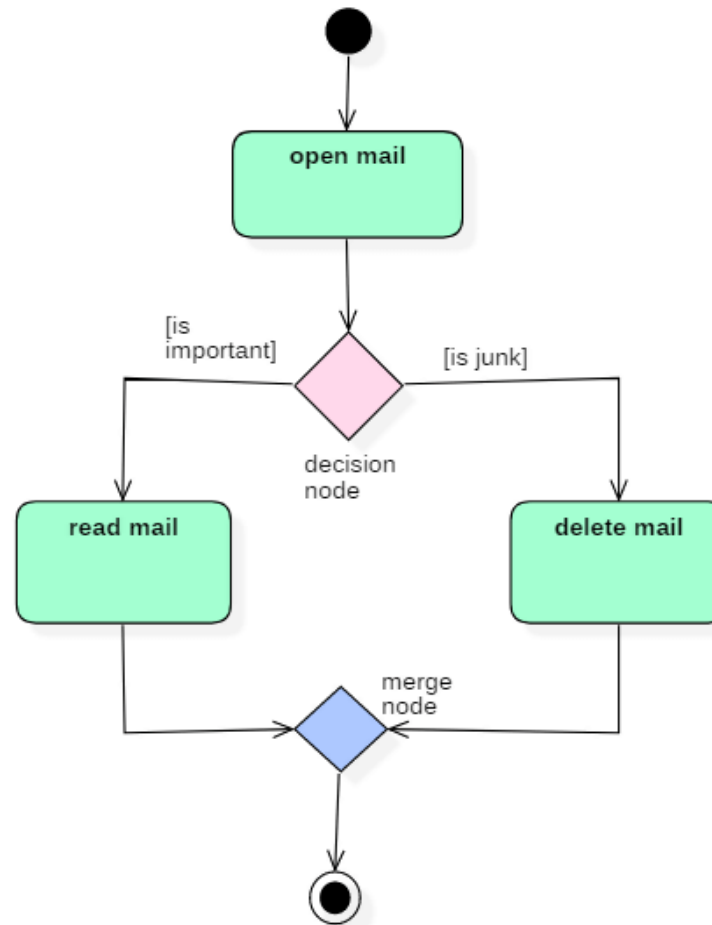 open mail
[is
important]
[is junk]
decision
node
read mail
delete mail
merge
node